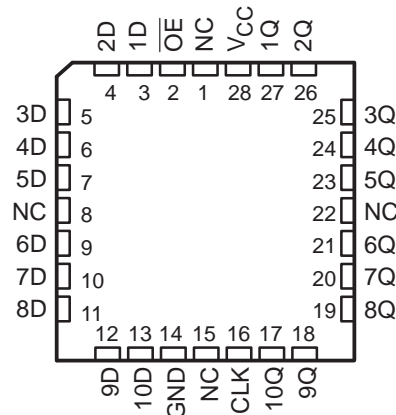 2D 1D OE NC VCC 1Q 2Q
4 3 2 1 28 27 26
3D 5 25 3Q
4D 6 24 4Q
5D 7 23 5Q
NC 8 22 NC
6D 9 21 6Q
7D 10 20 7Q
8D 11 19 8Q
12 13 14 15 16 17 18
9D 10D GND NC CLK 10Q 9Q